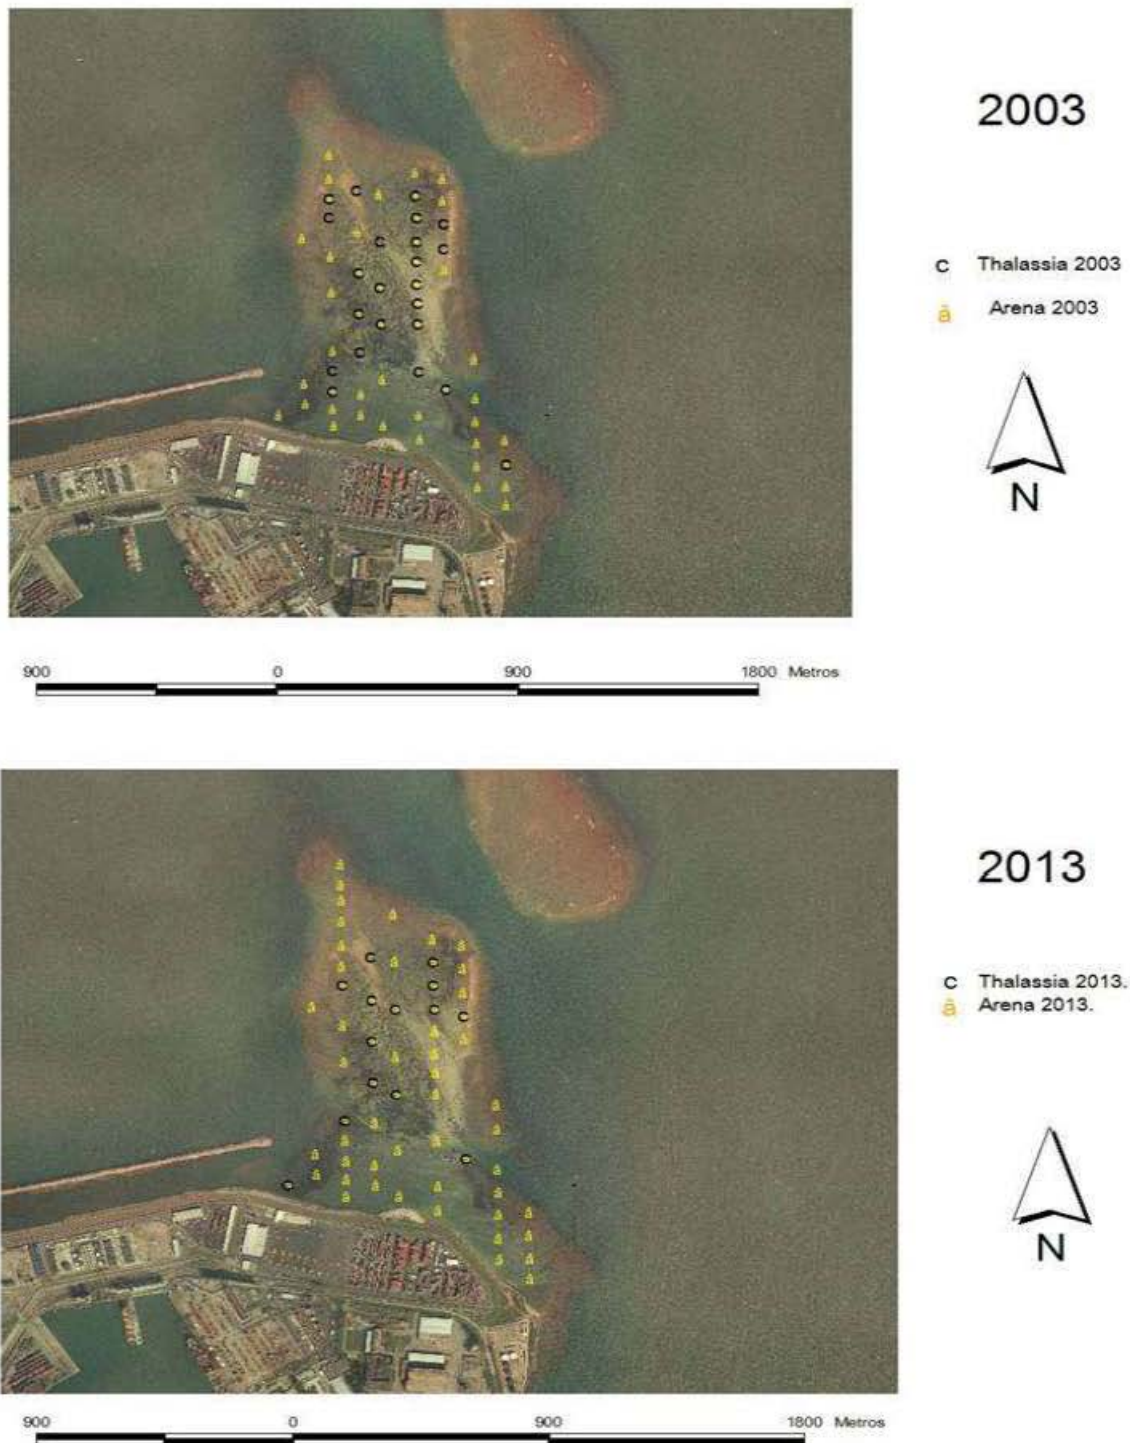 2003
c Thalassia 2003
â Arena 2003
N
900 0 900 1800 Metros
2013
c Thalassia 2013.
â Arena 2013.
N
900 0 900 1800 Metros